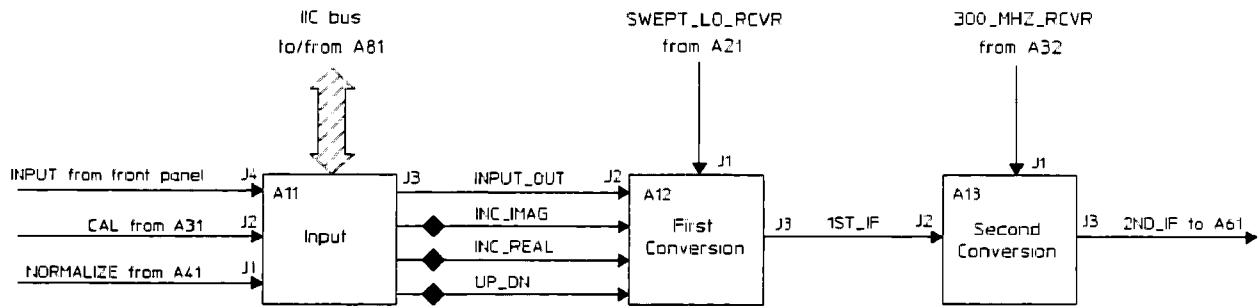 IIC bus
to/from A81
SWEPT_LO_RCVR
from A21
300_MHZ_RCVR
from A32
J1
J1
INPUT from front panel
J4
A11
J3
INPUT_OUT
J2
A12
A13
CAL from A31
J2
Input
INC_IMAG
First
Conversion
J3
1ST_IF
J2
Second
Conversion
J3
2ND_IF to A61
INC_REAL
NORMALIZE from A41
J1
UP_DN